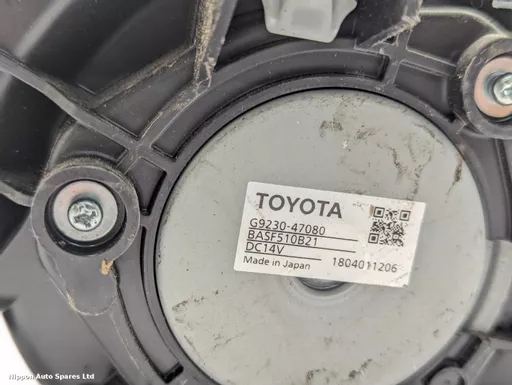 TOYOTA
G9230-47080
BASF510B21
DC14V
Made in Japan 1804011206
Nippon Auto Spares Ltd